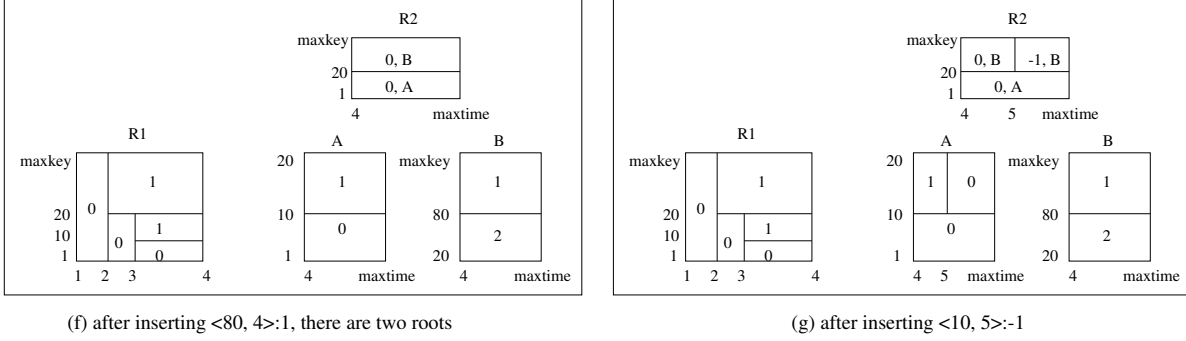 R2
maxkey
0, B
20
0, A
1
4 maxtime
R1
maxkey
1
0
20
10
1
0
1
0
1 2 3 4
A
20
1
10
0
1
4 maxtime
B
maxkey
1
80
2
20
4 maxtime
(f) after inserting <80, 4>:1, there are two roots
R2
maxkey
0, B -1, B
20
0, A
1
4 5 maxtime
R1
maxkey
1
0
20
10
1
0
1
0
1 2 3 4
A
20
1 0
10
0
1
4 5 maxtime
B
maxkey
1
80
2
20
4 maxtime
(g) after inserting <10, 5>:-1